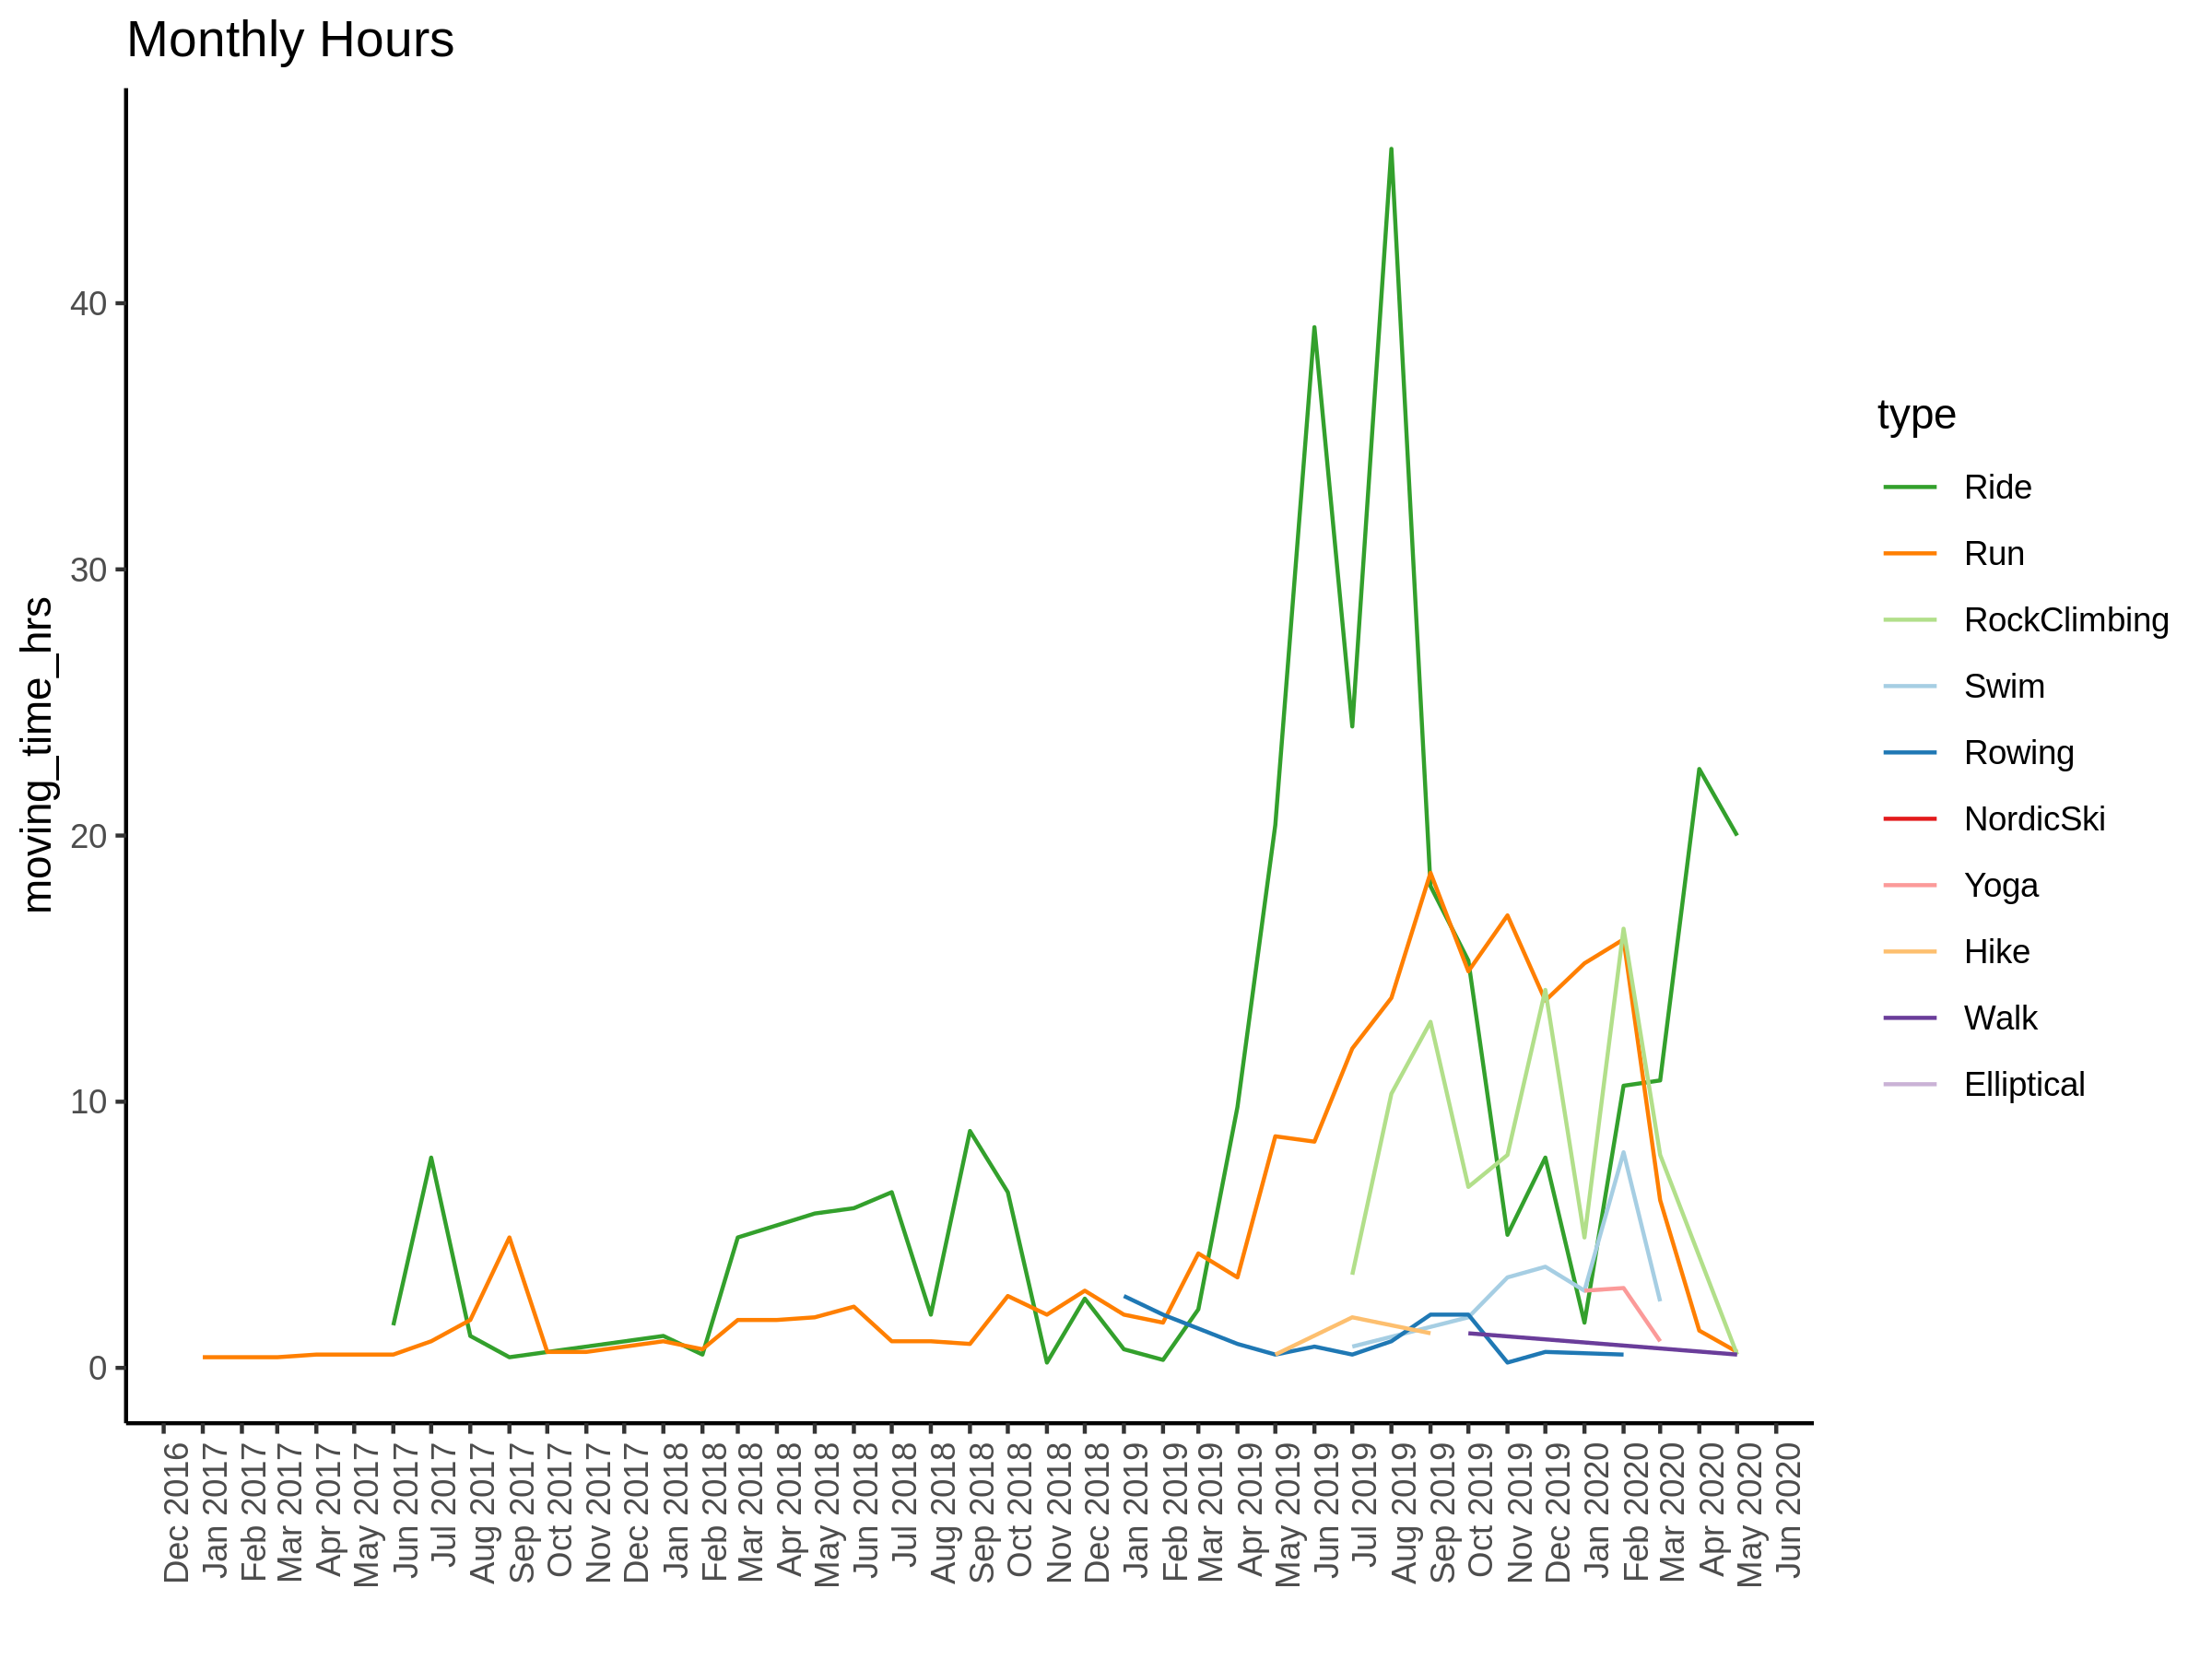 Monthly Hours
moving_time_hrs
40
30
20
10
0
Dec 2016
Jan 2017
Feb 2017
Mar 2017
Apr 2017
May 2017
Jun 2017
Jul 2017
Aug 2017
Sep 2017
Oct 2017
Nov 2017
Dec 2017
Jan 2018
Feb 2018
Mar 2018
Apr 2018
May 2018
Jun 2018
Jul 2018
Aug 2018
Sep 2018
Oct 2018
Nov 2018
Dec 2018
Jan 2019
Feb 2019
Mar 2019
Apr 2019
May 2019
Jun 2019
Jul 2019
Aug 2019
Sep 2019
Oct 2019
Nov 2019
Dec 2019
Jan 2020
Feb 2020
Mar 2020
Apr 2020
May 2020
Jun 2020
type
Ride
Run
RockClimbing
Swim
Rowing
NordicSki
Yoga
Hike
Walk
Elliptical